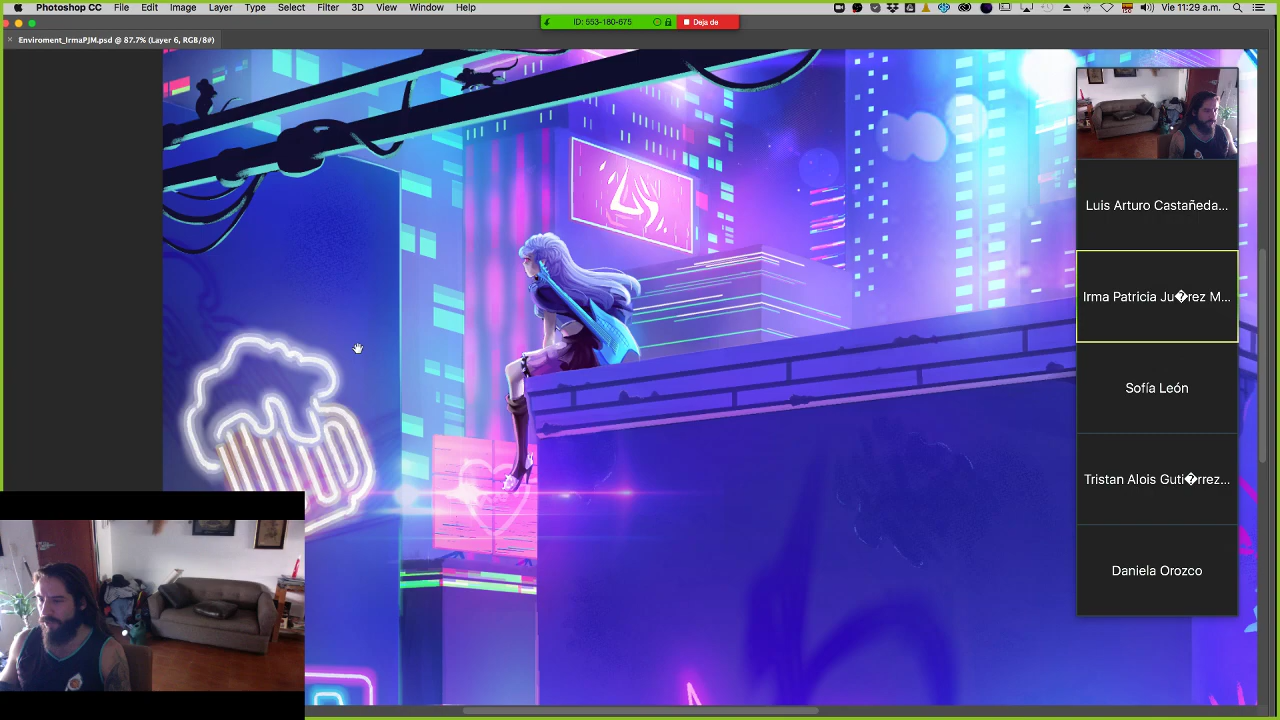 Photoshop CC File Edit Image Layer Type Select Filter 3D View Window Help Vie 11:29 a.m.
ID: 553-180-675 Deja de
Enviroment_IrmaPJM.psd @ 87.7% (Layer 6, RGB/8#)
Luis Arturo Castañeda...
Irma Patricia Ju�rez M...
Sofía León
Tristan Alois Guti�rrez...
Daniela Orozco